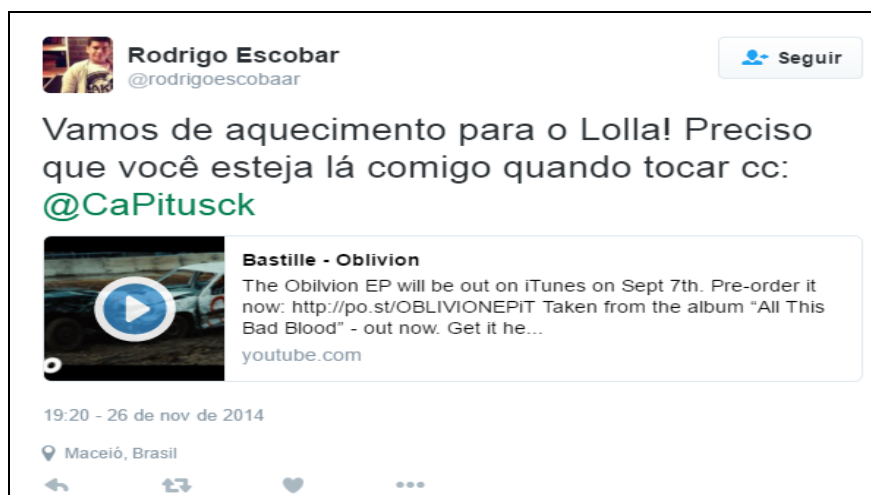 Rodrigo Escobar
@rodrigoescobaar
Seguir
Vamos de aquecimento para o Lolla! Preciso
que você esteja lá comigo quando tocar cc:
@CaPitusck
Bastille - Oblivion
The Obilvion EP will be out on iTunes on Sept 7th. Pre-order it
now: http://po.st/OBLIVIONEPiT Taken from the album “All This
Bad Blood” - out now. Get it he...
youtube.com
19:20 - 26 de nov de 2014
Maceió, Brasil